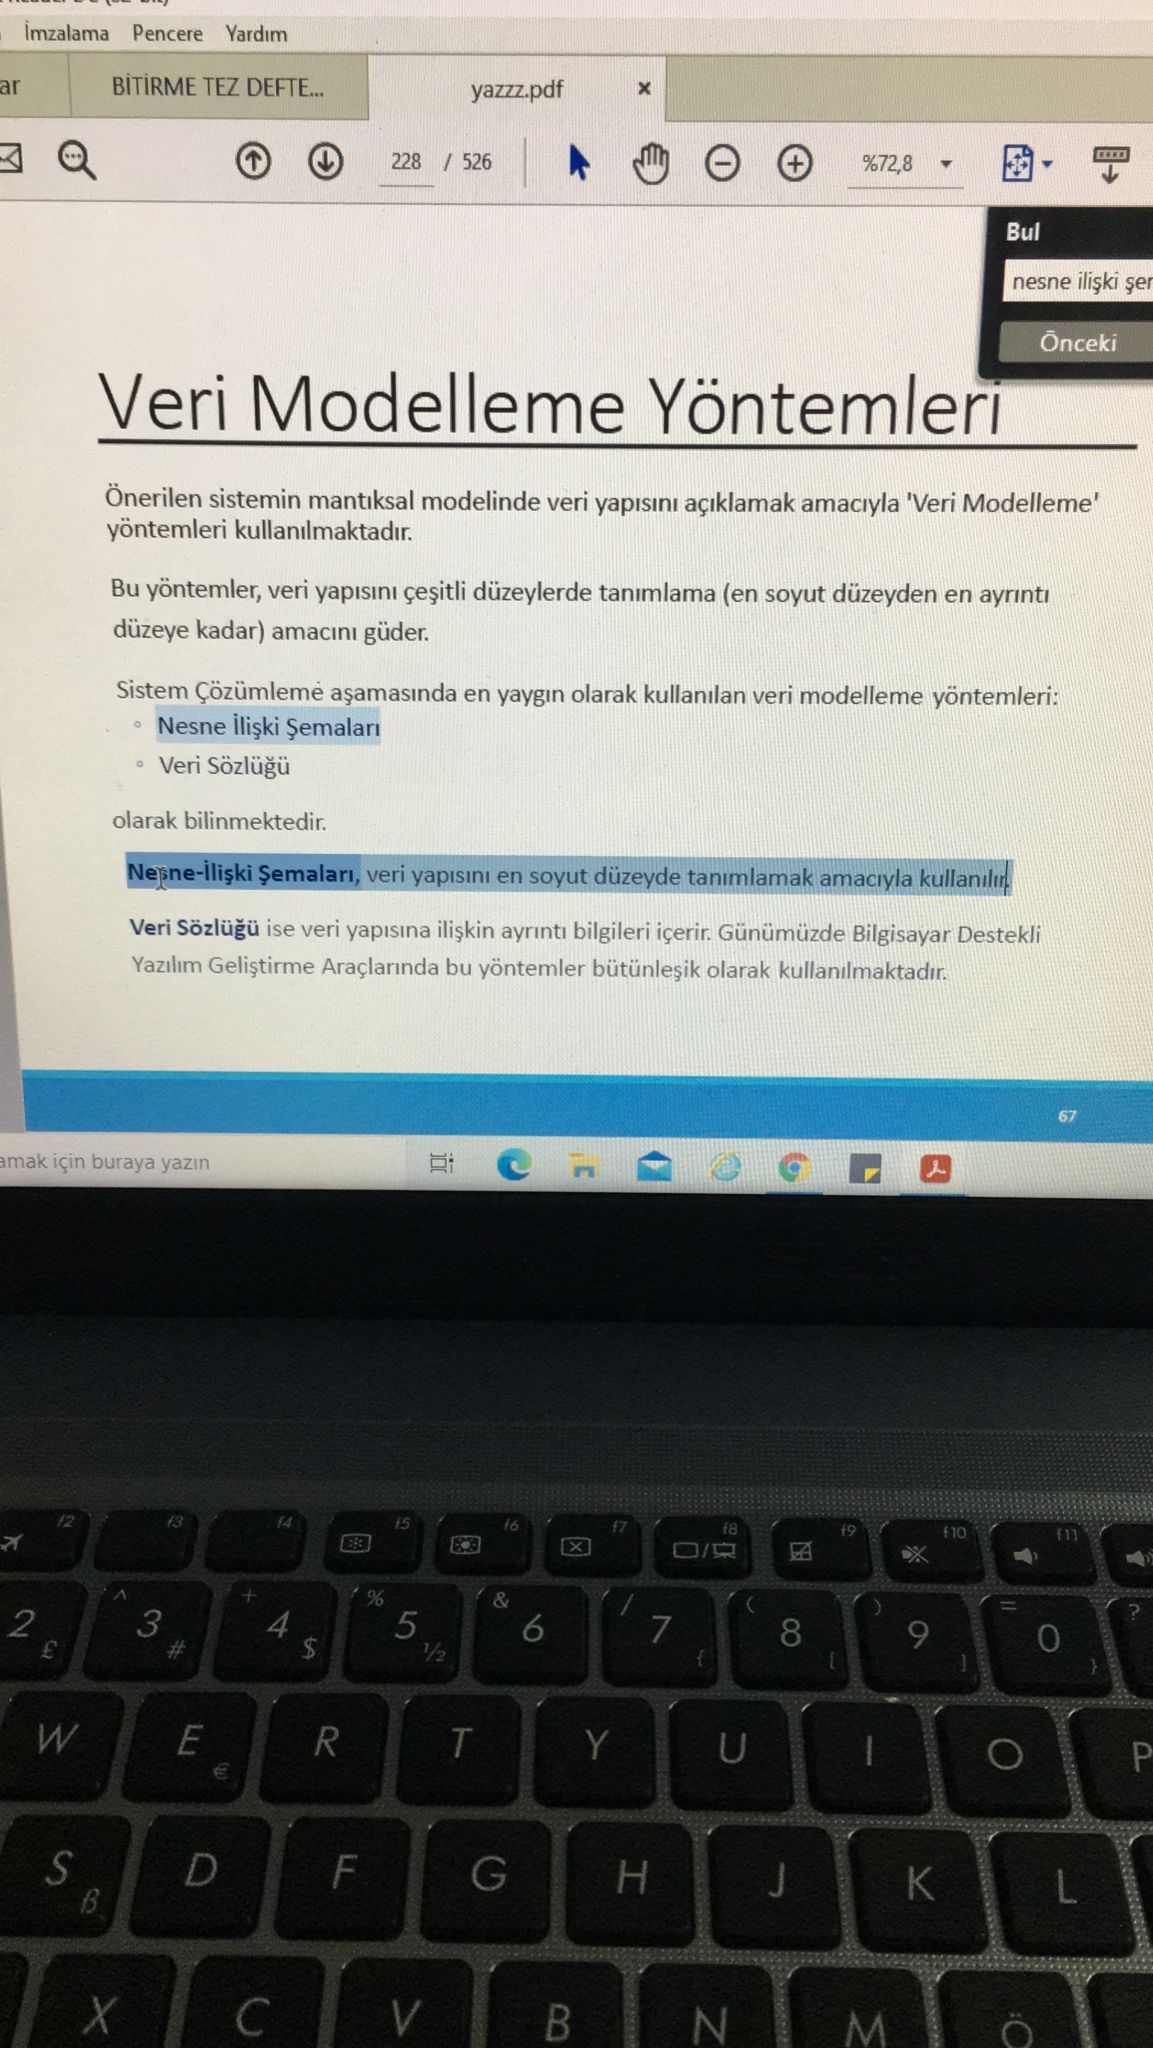 İmzalama Pencere Yardım
ar BİTİRME TEZ DEFTE... yazzz.pdf ×
228 / 526 %72,8
Bul
nesne ilişki şer
Önceki
Veri Modelleme Yöntemleri
Önerilen sistemin mantıksal modelinde veri yapısını açıklamak amacıyla 'Veri Modelleme'
yöntemleri kullanılmaktadır.
Bu yöntemler, veri yapısını çeşitli düzeylerde tanımlama (en soyut düzeyden en ayrıntı
düzeye kadar) amacını güder.
Sistem Çözümleme aşamasında en yaygın olarak kullanılan veri modelleme yöntemleri:
◦ Nesne İlişki Şemaları
◦ Veri Sözlüğü
olarak bilinmektedir.
Nesne-İlişki Şemaları, veri yapısını en soyut düzeyde tanımlamak amacıyla kullanılır.
Veri Sözlüğü ise veri yapısına ilişkin ayrıntı bilgileri içerir. Günümüzde Bilgisayar Destekli
Yazılım Geliştirme Araçlarında bu yöntemler bütünleşik olarak kullanılmaktadır.
67
amak için buraya yazın
f2 f3 f4 f5 f6 f7 f8 f9 f10 f11
2 £ ^ 3 # + 4 $ % 5 ½ & 6 / 7 { ( 8 [ ) 9 ] = 0 } ?
W E € R T Y U I O P
S ß D F G H J K L
X C V B N M Ö